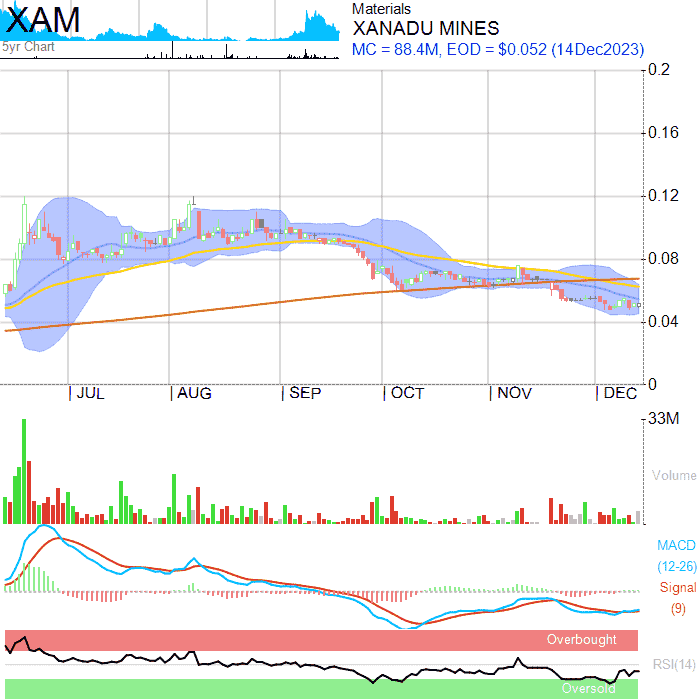 XAM
5yr Chart
Materials
XANADU MINES
MC = 88.4M, EOD = $0.052 (14Dec2023)
0.2
0.16
0.12
0.08
0.04
0
JUL AUG SEP OCT NOV DEC
33M
Volume
MACD
(12-26)
Signal
(9)
Overbought
RSI(14)
Oversold